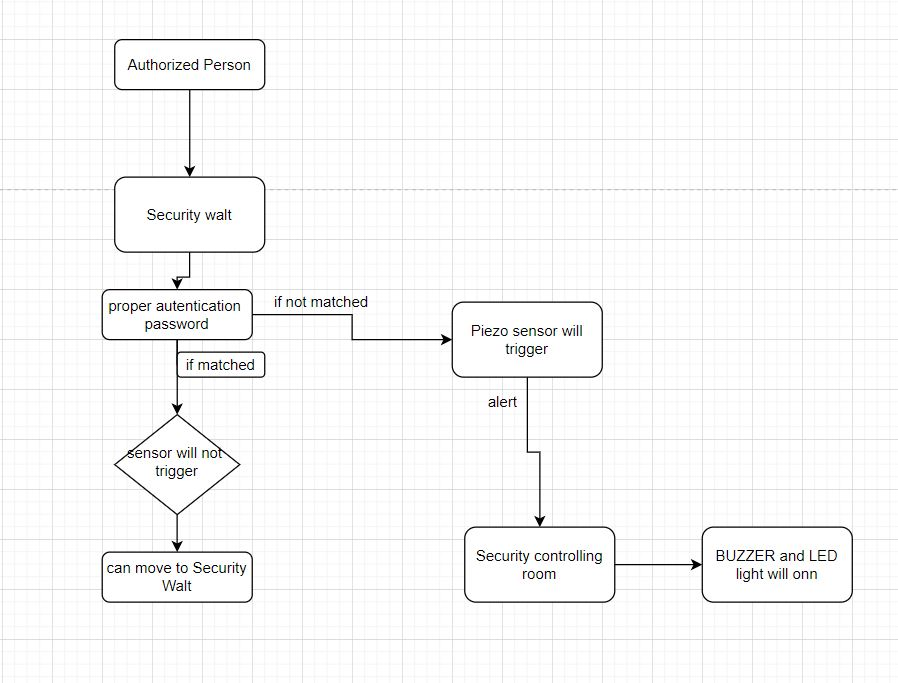 Authorized Person
Security walt
proper autentication
password
if not matched
Piezo sensor will
trigger
if matched
alert
sensor will not
trigger
can move to Security
Walt
Security controlling
room
BUZZER and LED
light will onn